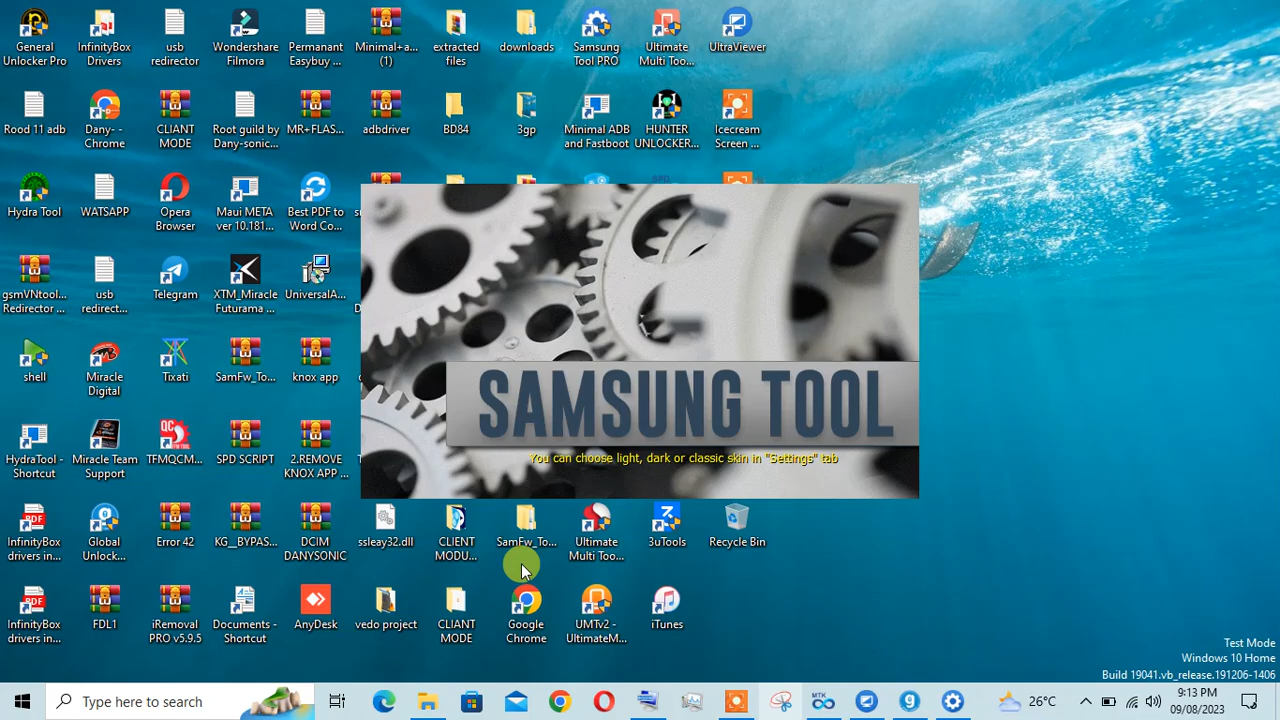 General
Unlocker Pro
InfinityBox
Drivers
usb
redirector
Wondershare
Filmora
Permanant
Easybuy ...
Minimal+a...
(1)
extracted
files
downloads
Samsung
Tool PRO
Ultimate
Multi Too...
UltraViewer
Rood 11 adb
Dany- -
Chrome
CLIANT
MODE
Root guild by
Dany-sonic...
MR+FLAS...
adbdriver
BD84
3gp
Minimal ADB
and Fastboot
HUNTER
UNLOCKER...
Icecream
Screen ...
Hydra Tool
WATSAPP
Opera
Browser
Maui META
ver 10.181...
Best PDF to
Word Co...
gsmVNtool...
Redirector ...
usb
redirect...
Telegram
XTM_Miracle
Futurama ...
UniversalA...
shell
Miracle
Digital
Tixati
SamFw_To...
knox app
SAMSUNG TOOL
You can choose light, dark or classic skin in "Settings" tab
HydraTool -
Shortcut
Miracle Team
Support
TFMQCM...
SPD SCRIPT
2.REMOVE
KNOX APP ...
InfinityBox
drivers in...
Global
Unlock...
Error 42
KG__BYPAS...
DCIM
DANYSONIC
ssleay32.dll
CLIENT
MODU...
SamFw_To...
Ultimate
Multi Too...
3uTools
Recycle Bin
InfinityBox
drivers in...
FDL1
iRemoval
PRO v5.9.5
Documents -
Shortcut
AnyDesk
vedo project
CLIANT
MODE
Google
Chrome
UMTv2 -
UltimateM...
iTunes
Test Mode
Windows 10 Home
Build 19041.vb_release.191206-1406
Type here to search
MTK
26°C
9:13 PM
09/08/2023